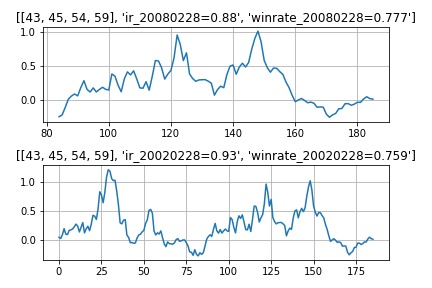 [[43, 45, 54, 59], 'ir_20080228=0.88', 'winrate_20080228=0.777']
1.0
0.5
0.0
80 100 120 140 160 180
[[43, 45, 54, 59], 'ir_20020228=0.93', 'winrate_20020228=0.759']
1.0
0.5
0.0
0 25 50 75 100 125 150 175